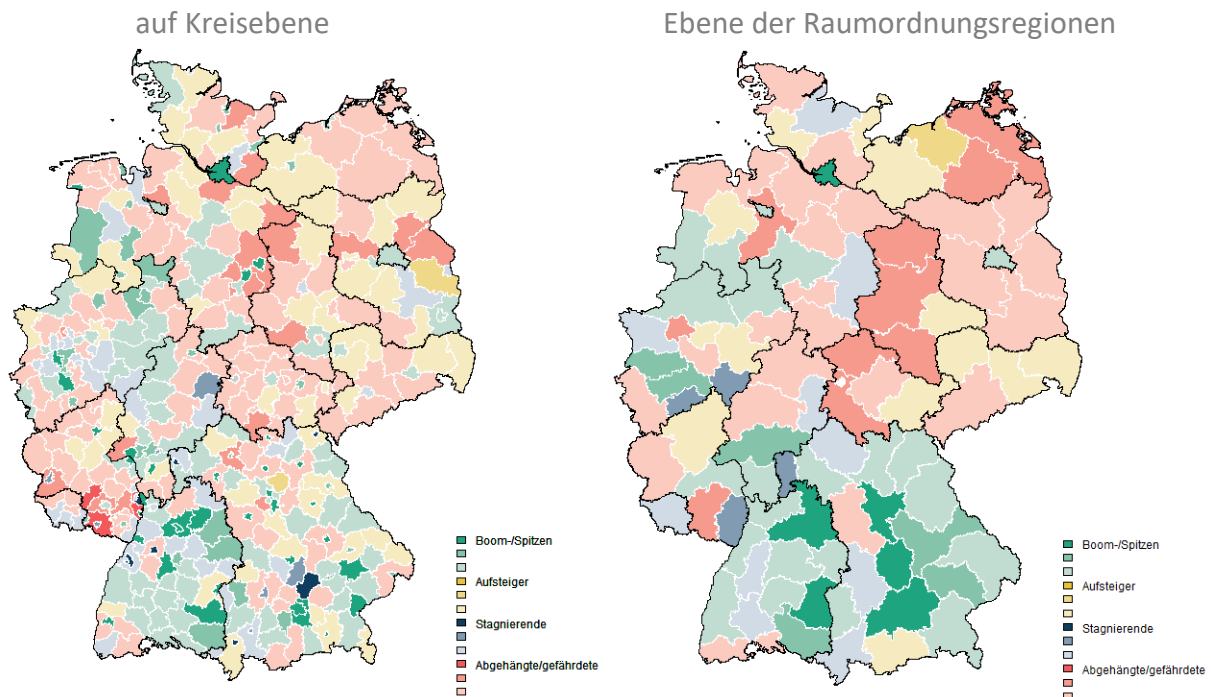 auf Kreisebene
Ebene der Raumordnungsregionen
Boom-/Spitzen
Aufsteiger
Stagnierende
Abgehängte/gefährdete
Boom-/Spitzen
Aufsteiger
Stagnierende
Abgehängte/gefährdete